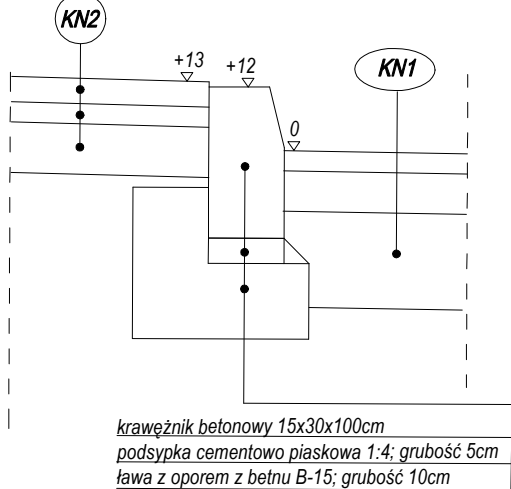 KN2
+13
+12
KN1
0
krawężnik betonowy 15x30x100cm
podsypka cementowo piaskowa 1:4; grubość 5cm
ława z oporem z betnu B-15; grubość 10cm